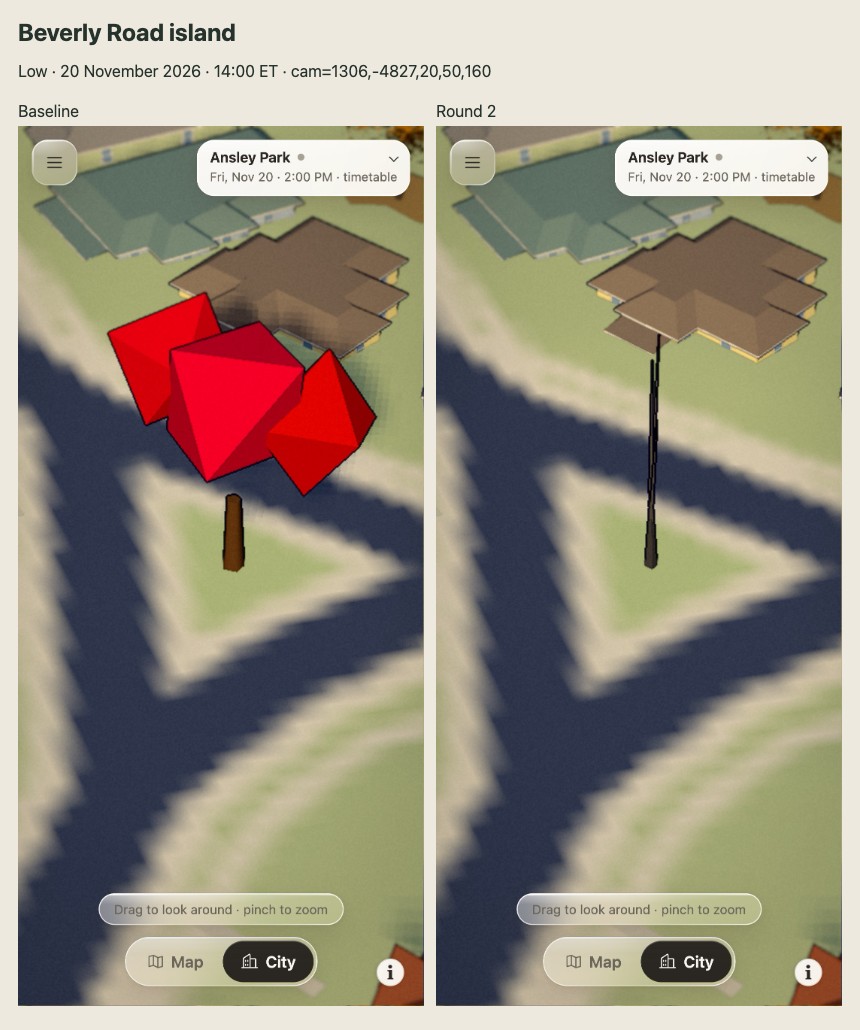 Beverly Road island
Low · 20 November 2026 · 14:00 ET · cam=1306,-4827,20,50,160
Baseline
Ansley Park
Fri, Nov 20 · 2:00 PM · timetable
Drag to look around · pinch to zoom
Map
City
i
Round 2
Ansley Park
Fri, Nov 20 · 2:00 PM · timetable
Drag to look around · pinch to zoom
Map
City
i